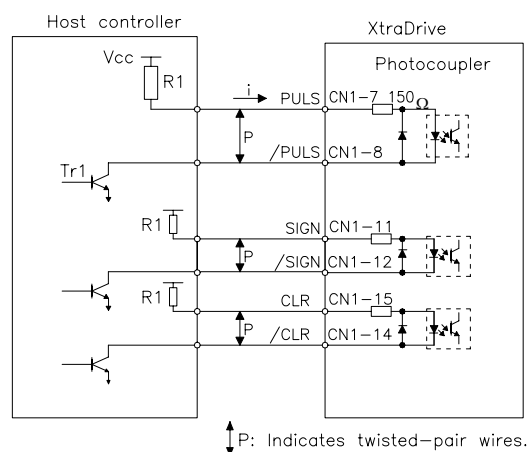 Host controller
XtraDrive
Vcc
R1
Photocoupler
i
PULS CN1-7 150Ω
P
/PULS CN1-8
Tr1
R1
SIGN CN1-11
P
/SIGN CN1-12
R1
CLR CN1-15
P
/CLR CN1-14
P: Indicates twisted-pair wires.